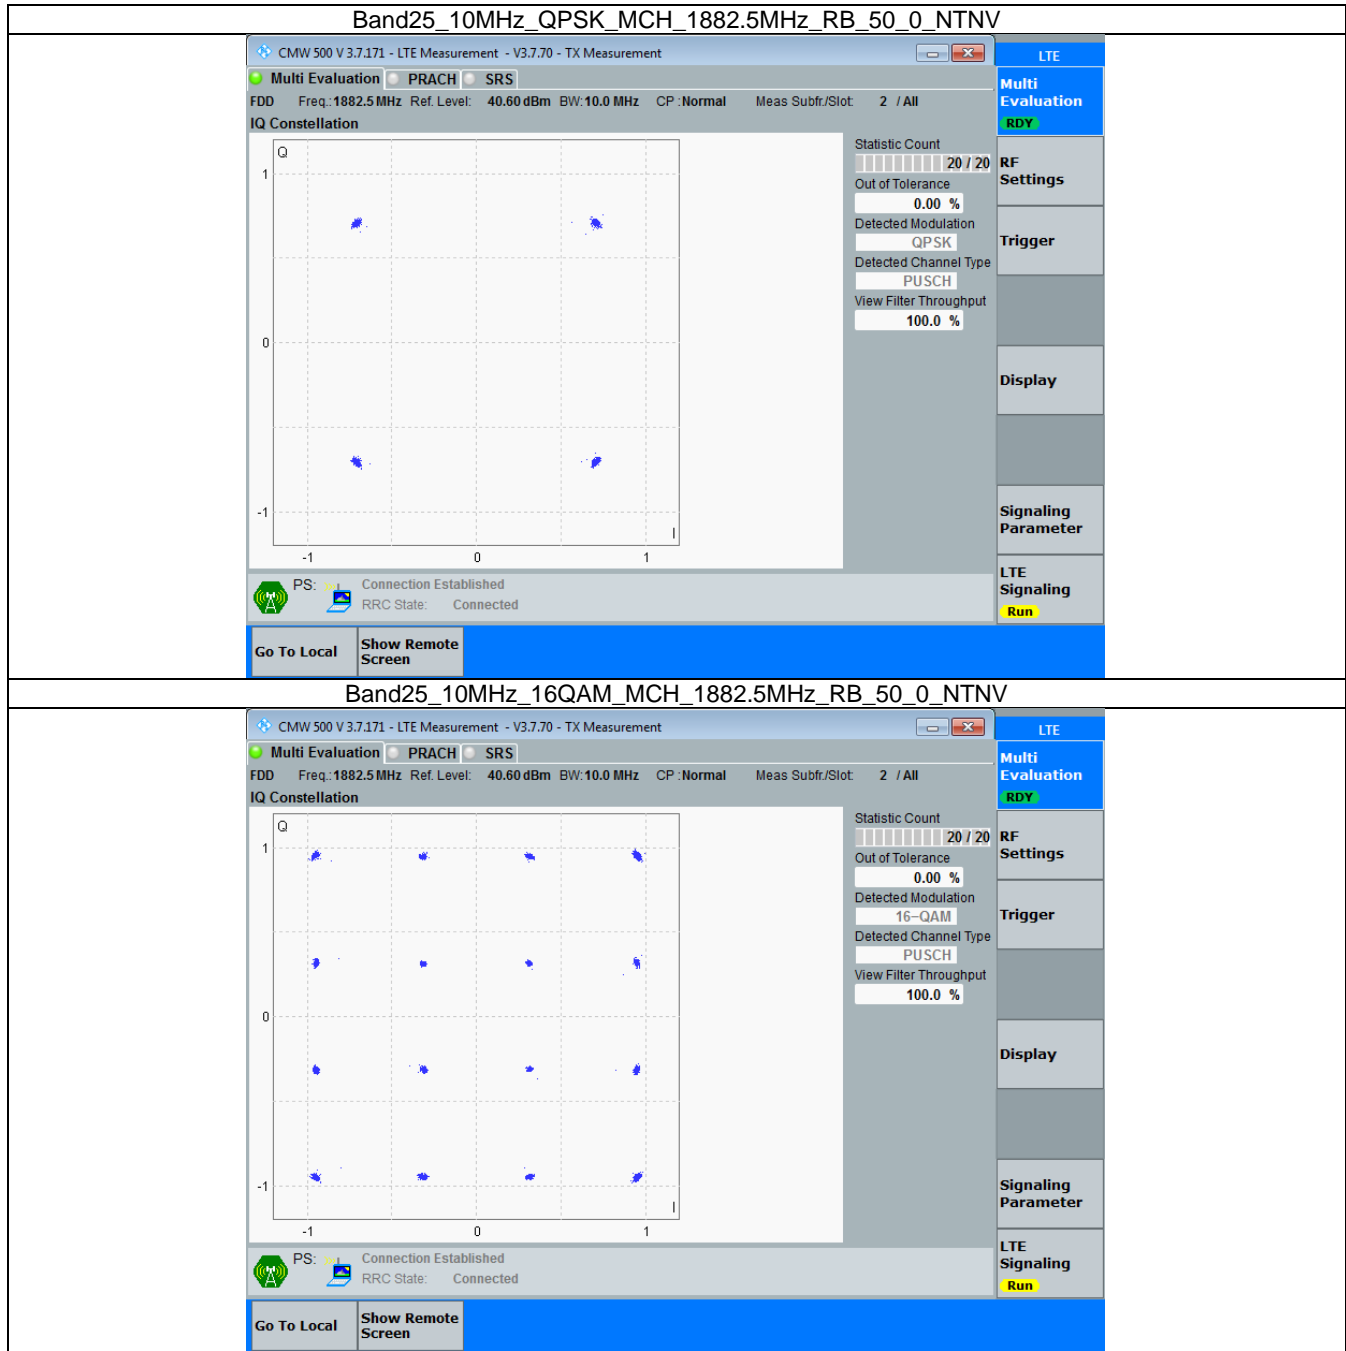 Band25_10MHz_QPSK_MCH_1882.5MHz_RB_50_0_NTNV
CMW 500 V 3.7.171 - LTE Measurement - V3.7.70 - TX Measurement
LTE
Multi Evaluation PRACH SRS
Multi
Evaluation
RDY
FDD Freq.:1882.5 MHz Ref. Level: 40.60 dBm BW:10.0 MHz CP :Normal Meas Subfr./Slot: 2 / All
IQ Constellation
Q
1
0
-1
-1 0 1
I
Statistic Count
20 / 20
Out of Tolerance
0.00 %
Detected Modulation
QPSK
Detected Channel Type
PUSCH
View Filter Throughput
100.0 %
RF
Settings
Trigger
Display
Signaling
Parameter
LTE
Signaling
Run
PS: Connection Established
RRC State: Connected
Go To Local
Show Remote
Screen
Band25_10MHz_16QAM_MCH_1882.5MHz_RB_50_0_NTNV
CMW 500 V 3.7.171 - LTE Measurement - V3.7.70 - TX Measurement
LTE
Multi Evaluation PRACH SRS
Multi
Evaluation
RDY
FDD Freq.:1882.5 MHz Ref. Level: 40.60 dBm BW:10.0 MHz CP :Normal Meas Subfr./Slot: 2 / All
IQ Constellation
Q
1
0
-1
-1 0 1
I
Statistic Count
20 / 20
Out of Tolerance
0.00 %
Detected Modulation
16-QAM
Detected Channel Type
PUSCH
View Filter Throughput
100.0 %
RF
Settings
Trigger
Display
Signaling
Parameter
LTE
Signaling
Run
PS: Connection Established
RRC State: Connected
Go To Local
Show Remote
Screen